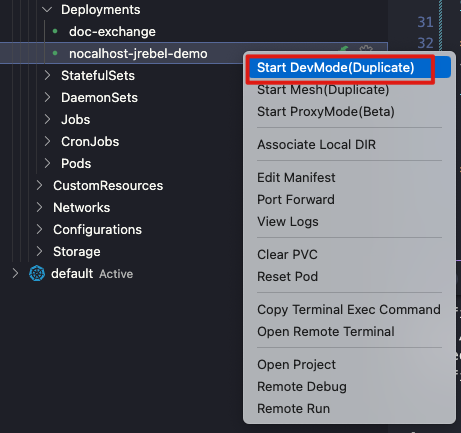 Deployments
doc-exchange
nocalhost-jrebel-demo
StatefulSets
DaemonSets
Jobs
CronJobs
Pods
CustomResources
Networks
Configurations
Storage
default Active
31
32
Start DevMode(Duplicate)
Start Mesh(Duplicate)
Start ProxyMode(Beta)
Associate Local DIR
Edit Manifest
Port Forward
View Logs
Clear PVC
Reset Pod
Copy Terminal Exec Command
Open Remote Terminal
Open Project
Remote Debug
Remote Run